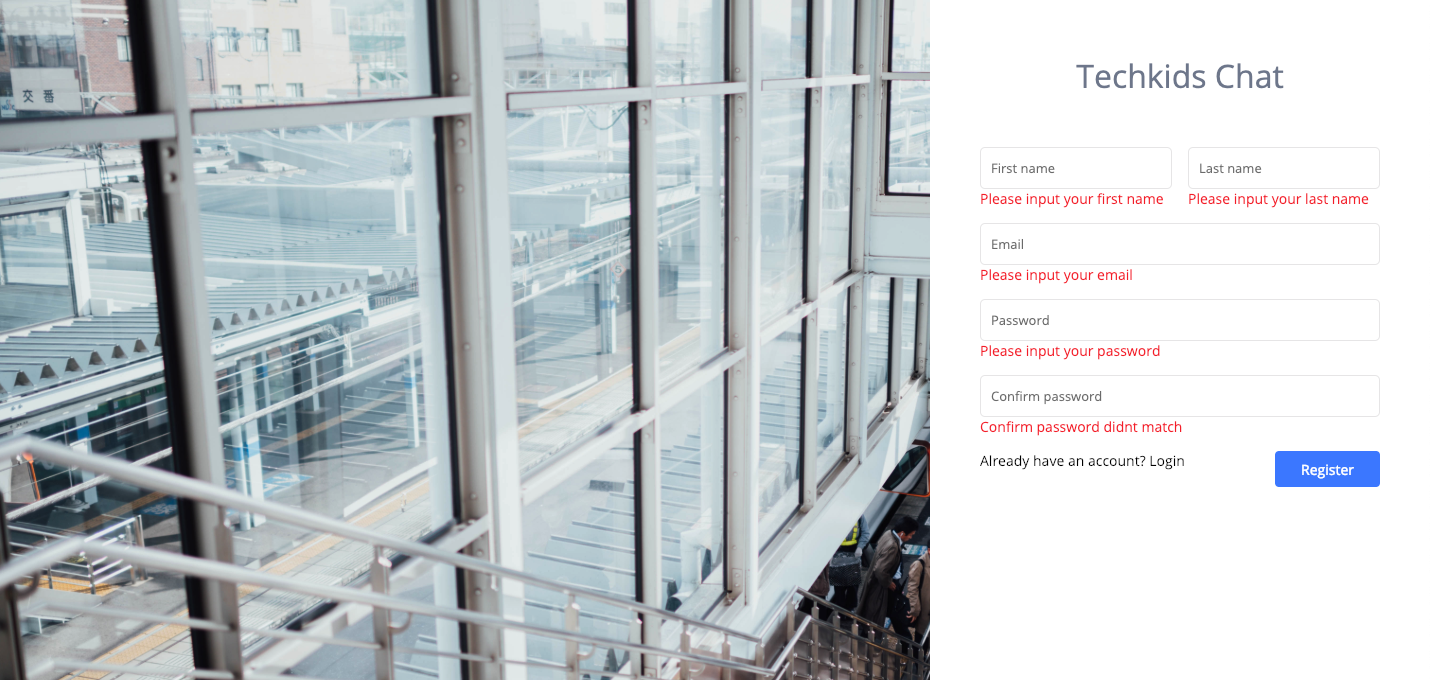 交番
Techkids Chat
First name
Last name
Please input your first name
Please input your last name
Email
Please input your email
Password
Please input your password
Confirm password
Confirm password didnt match
Already have an account? Login
Register